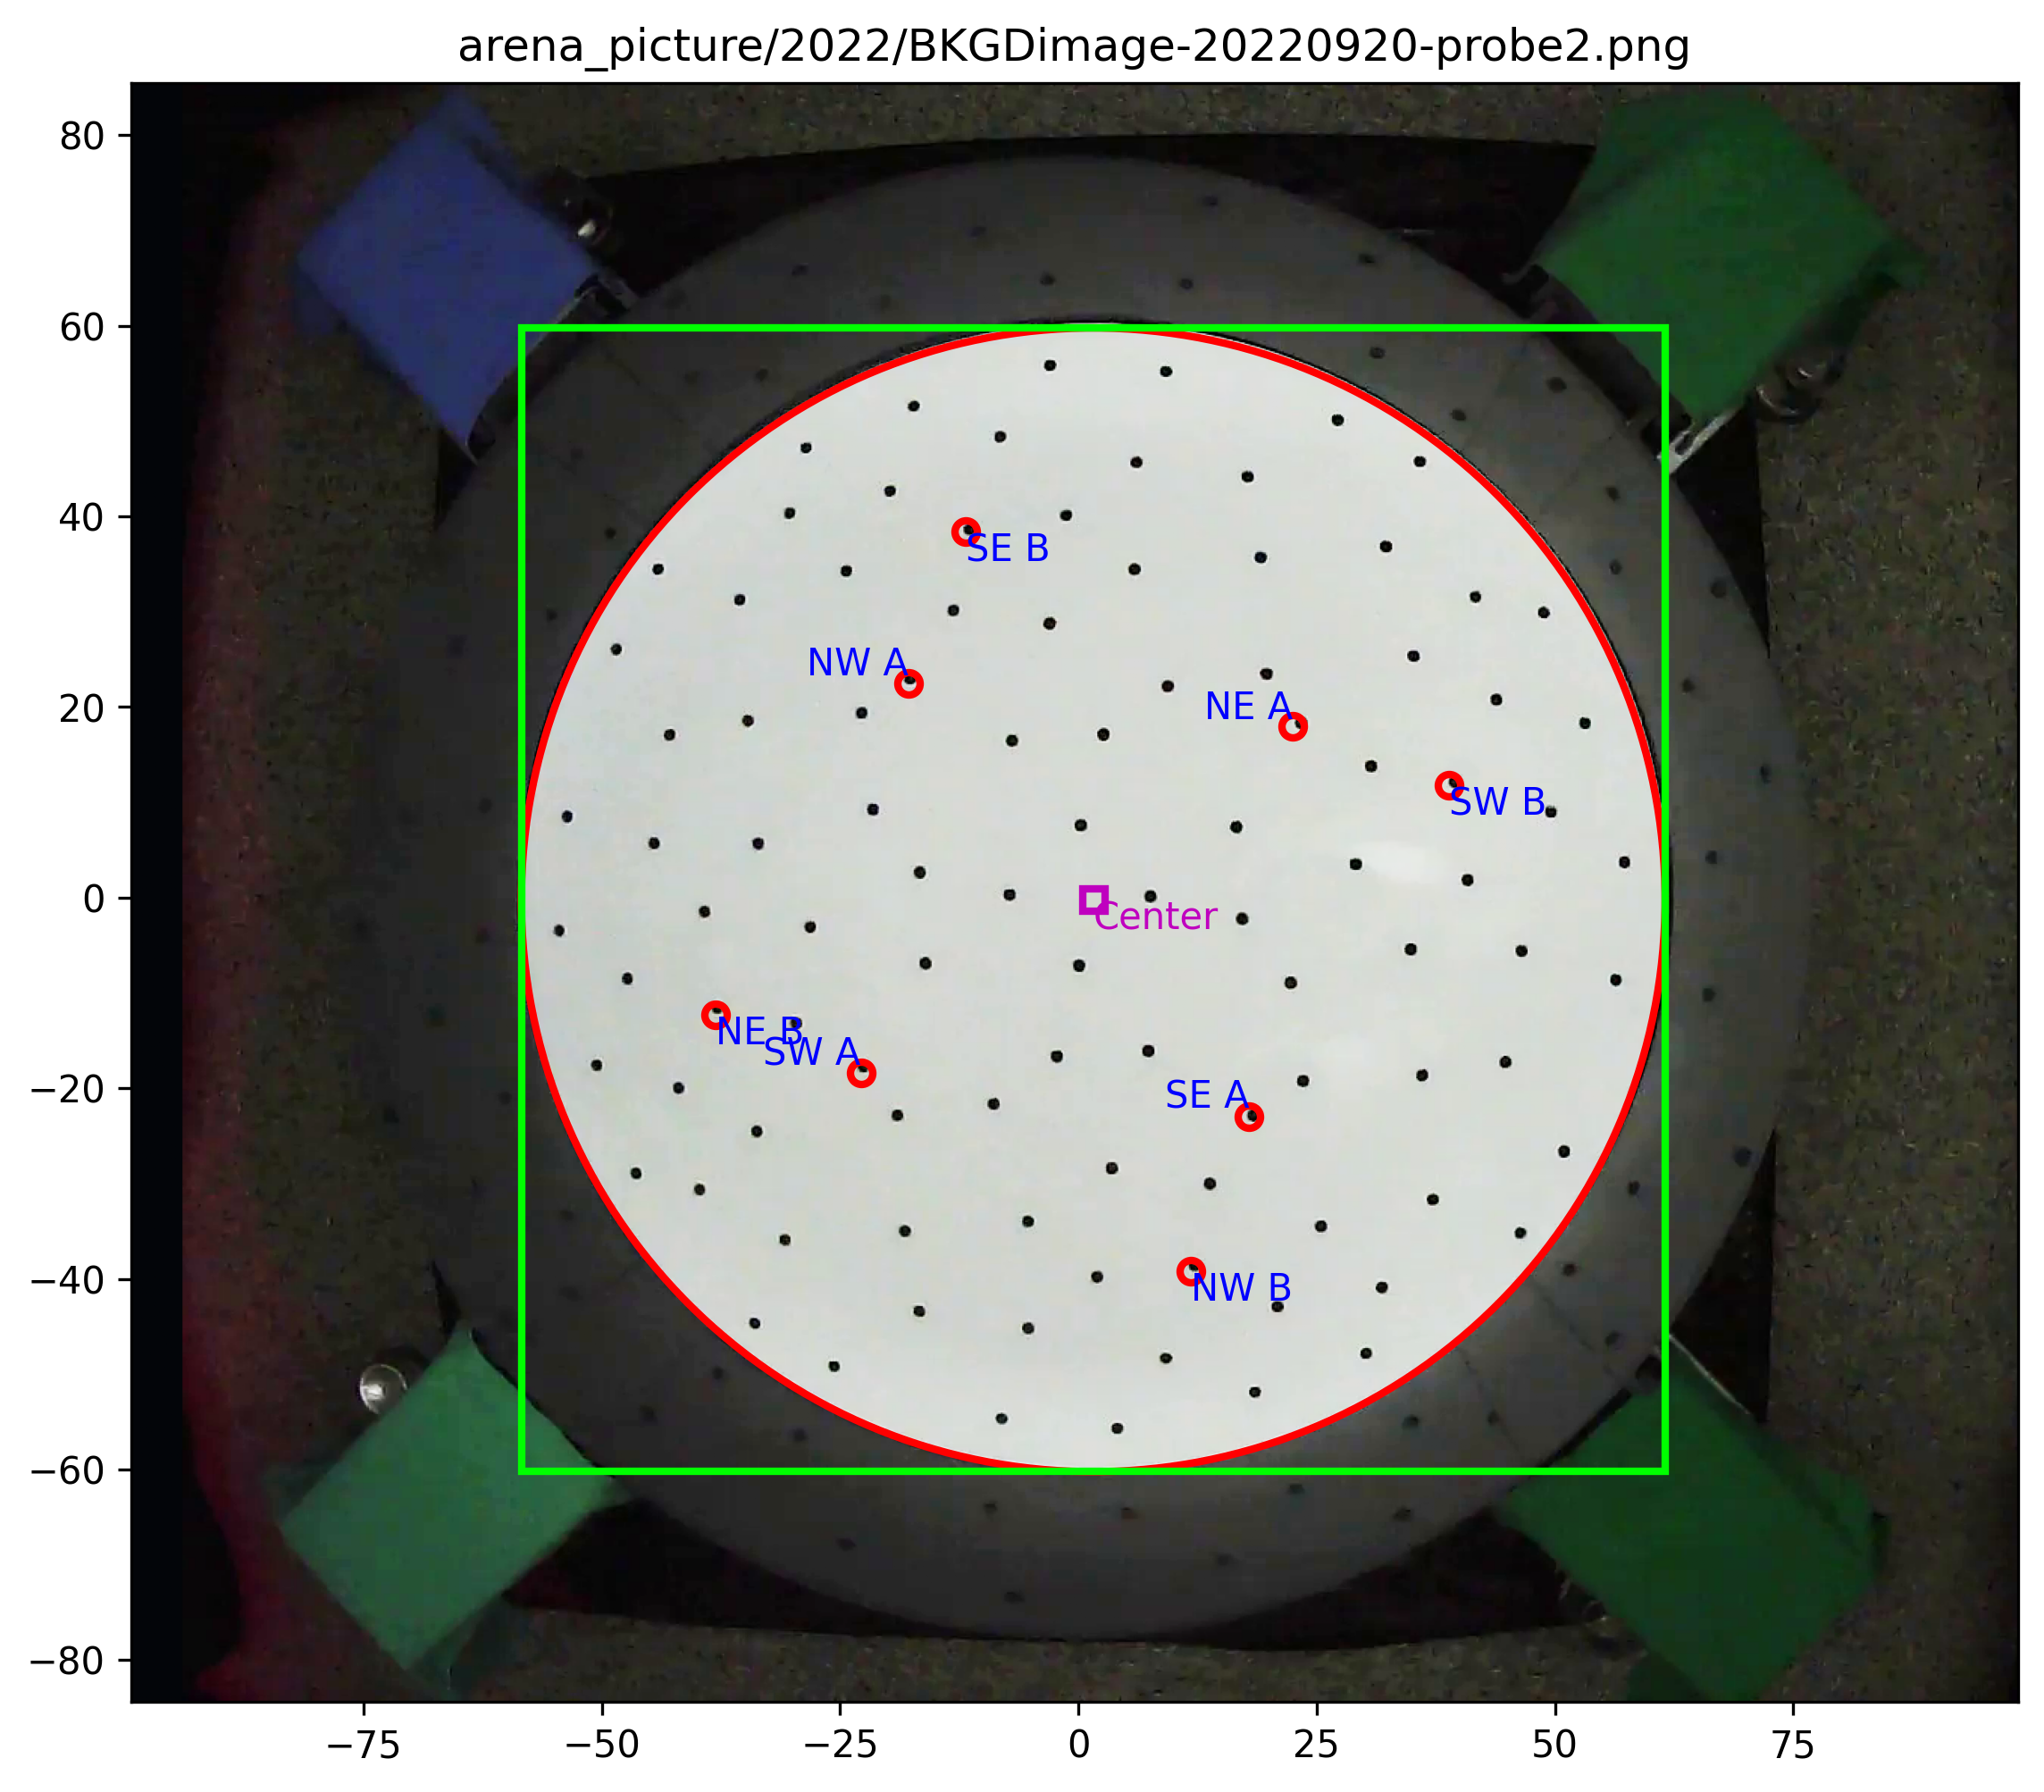 arena_picture/2022/BKGDimage-20220920-probe2.png
80
60
40
20
0
−20
−40
−60
−80
SE B
NW A
NE A
SW B
Center
NE B
SW A
SE A
NW B
−75
−50
−25
0
25
50
75